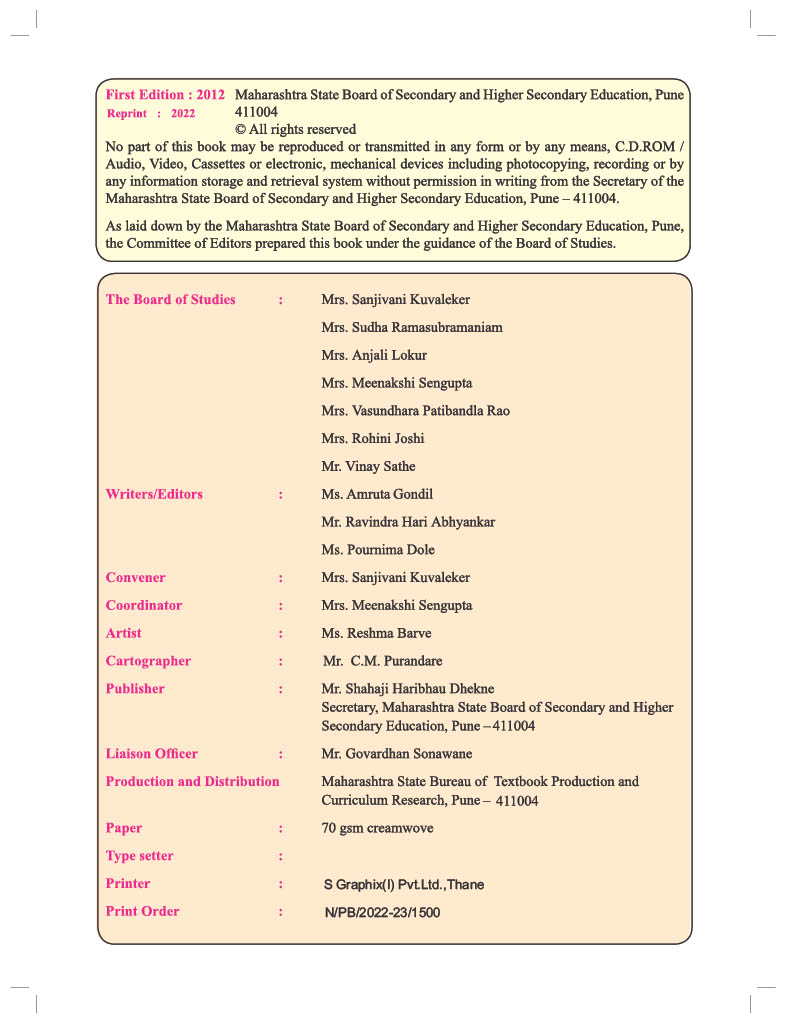 First Edition : 2012 Maharashtra State Board of Secondary and Higher Secondary Education, Pune
Reprint : 2022 411004
© All rights reserved
No part of this book may be reproduced or transmitted in any form or by any means, C.D.ROM /
Audio, Video, Cassettes or electronic, mechanical devices including photocopying, recording or by
any information storage and retrieval system without permission in writing from the Secretary of the
Maharashtra State Board of Secondary and Higher Secondary Education, Pune – 411004.
As laid down by the Maharashtra State Board of Secondary and Higher Secondary Education, Pune,
the Committee of Editors prepared this book under the guidance of the Board of Studies.
The Board of Studies : Mrs. Sanjivani Kuvaleker
Mrs. Sudha Ramasubramaniam
Mrs. Anjali Lokur
Mrs. Meenakshi Sengupta
Mrs. Vasundhara Patibandla Rao
Mrs. Rohini Joshi
Mr. Vinay Sathe
Writers/Editors : Ms. Amruta Gondil
Mr. Ravindra Hari Abhyankar
Ms. Pournima Dole
Convener : Mrs. Sanjivani Kuvaleker
Coordinator : Mrs. Meenakshi Sengupta
Artist : Ms. Reshma Barve
Cartographer : Mr. C.M. Purandare
Publisher : Mr. Shahaji Haribhau Dhekne
Secretary, Maharashtra State Board of Secondary and Higher
Secondary Education, Pune – 411004
Liaison Officer : Mr. Govardhan Sonawane
Production and Distribution Maharashtra State Bureau of Textbook Production and
Curriculum Research, Pune – 411004
Paper : 70 gsm creamwove
Type setter :
Printer : S Graphix(I) Pvt.Ltd.,Thane
Print Order : N/PB/2022-23/1500